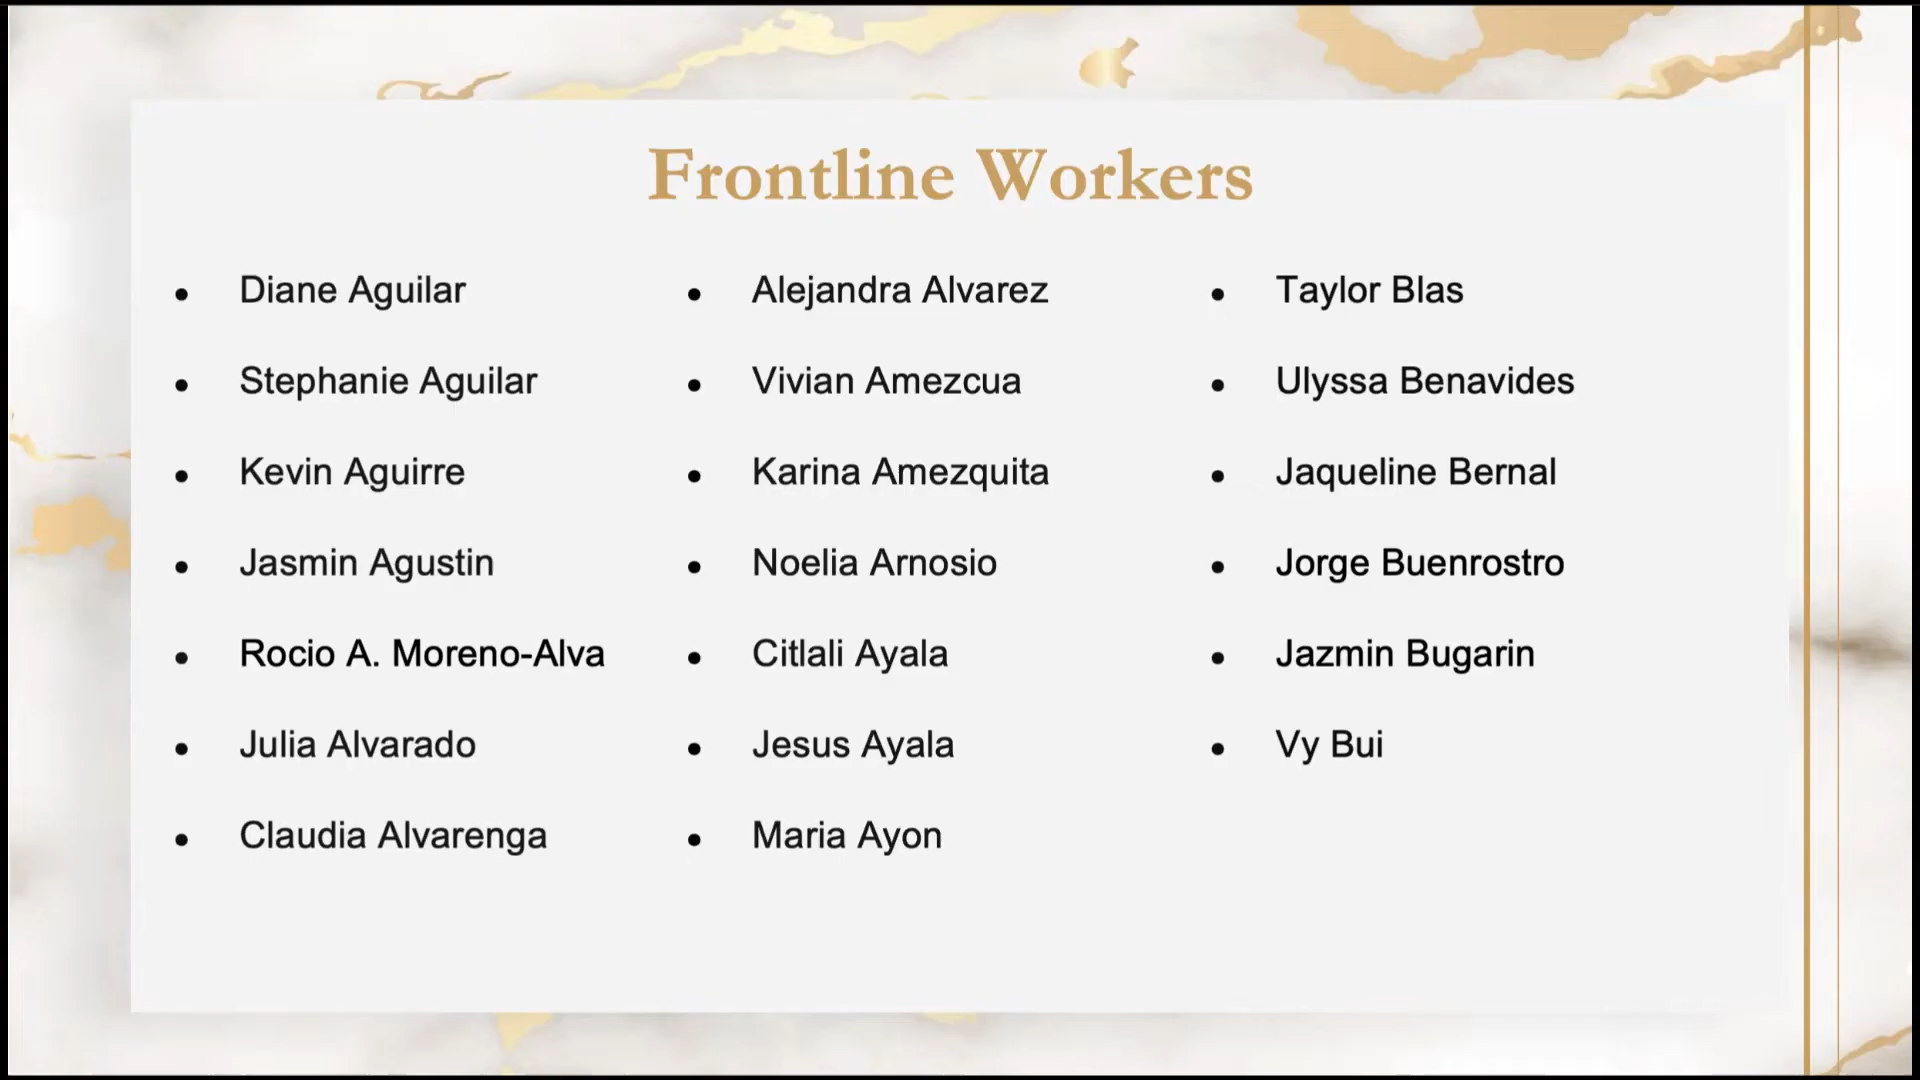 Frontline Workers
• Diane Aguilar
• Stephanie Aguilar
• Kevin Aguirre
• Jasmin Agustin
• Rocio A. Moreno-Alva
• Julia Alvarado
• Claudia Alvarenga
• Alejandra Alvarez
• Vivian Amezcua
• Karina Amezquita
• Noelia Arnosio
• Citlali Ayala
• Jesus Ayala
• Maria Ayon
• Taylor Blas
• Ulyssa Benavides
• Jaqueline Bernal
• Jorge Buenrostro
• Jazmin Bugarin
• Vy Bui